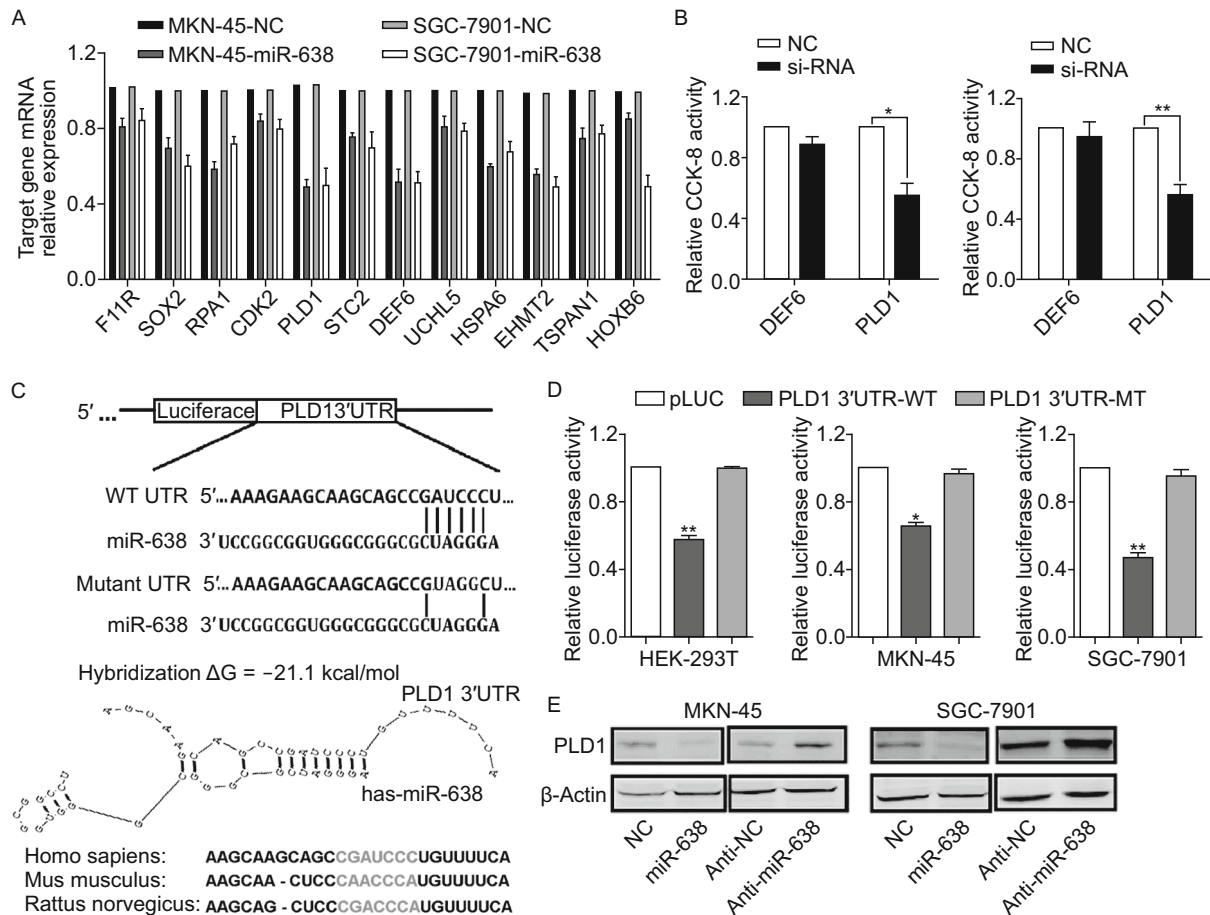 A
MKN-45-NC
SGC-7901-NC
MKN-45-miR-638
SGC-7901-miR-638
Target gene mRNA
relative expression
1.2
0.8
0.4
0.0
F11R
SOX2
RPA1
CDK2
PLD1
STC2
DEF6
UCHL5
HSPA6
EHMT2
TSPAN1
HOXB6
B
NC
si-RNA
Relative CCK-8 activity
1.2
0.8
0.4
0.0
*
DEF6
PLD1
NC
si-RNA
Relative CCK-8 activity
1.2
0.8
0.4
0.0
**
DEF6
PLD1
C
5′ ... Luciferace PLD13′UTR
WT UTR 5′... AAAGAAGCAAGCAGCCGAUCCCU...
miR-638 3′UCCGGCGGUGGGCGGGCGCUAGGGA
Mutant UTR 5′... AAAGAAGCAAGCAGCCGUAGGCU...
miR-638 3′UCCGGCGGUGGGCGGGCGCUAGGGA
Hybridization ΔG = −21.1 kcal/mol
PLD1 3′UTR
has-miR-638
Homo sapiens: AAGCAAGCAGCCGAUCCCUGUUUUCA
Mus musculus: AAGCAA - CUCCCAACCCAUGUUUUCA
Rattus norvegicus: AAGCAG - CUCCCGACCCAUGUUUUCA
D
pLUC
PLD1 3′UTR-WT
PLD1 3′UTR-MT
Relative luciferase activity
1.2
0.8
0.4
0.0
**
HEK-293T
Relative luciferase activity
1.2
0.8
0.4
0.0
*
MKN-45
Relative luciferase activity
1.2
0.8
0.4
0.0
**
SGC-7901
E
MKN-45
SGC-7901
PLD1
β-Actin
NC
miR-638
Anti-NC
Anti-miR-638
NC
miR-638
Anti-NC
Anti-miR-638